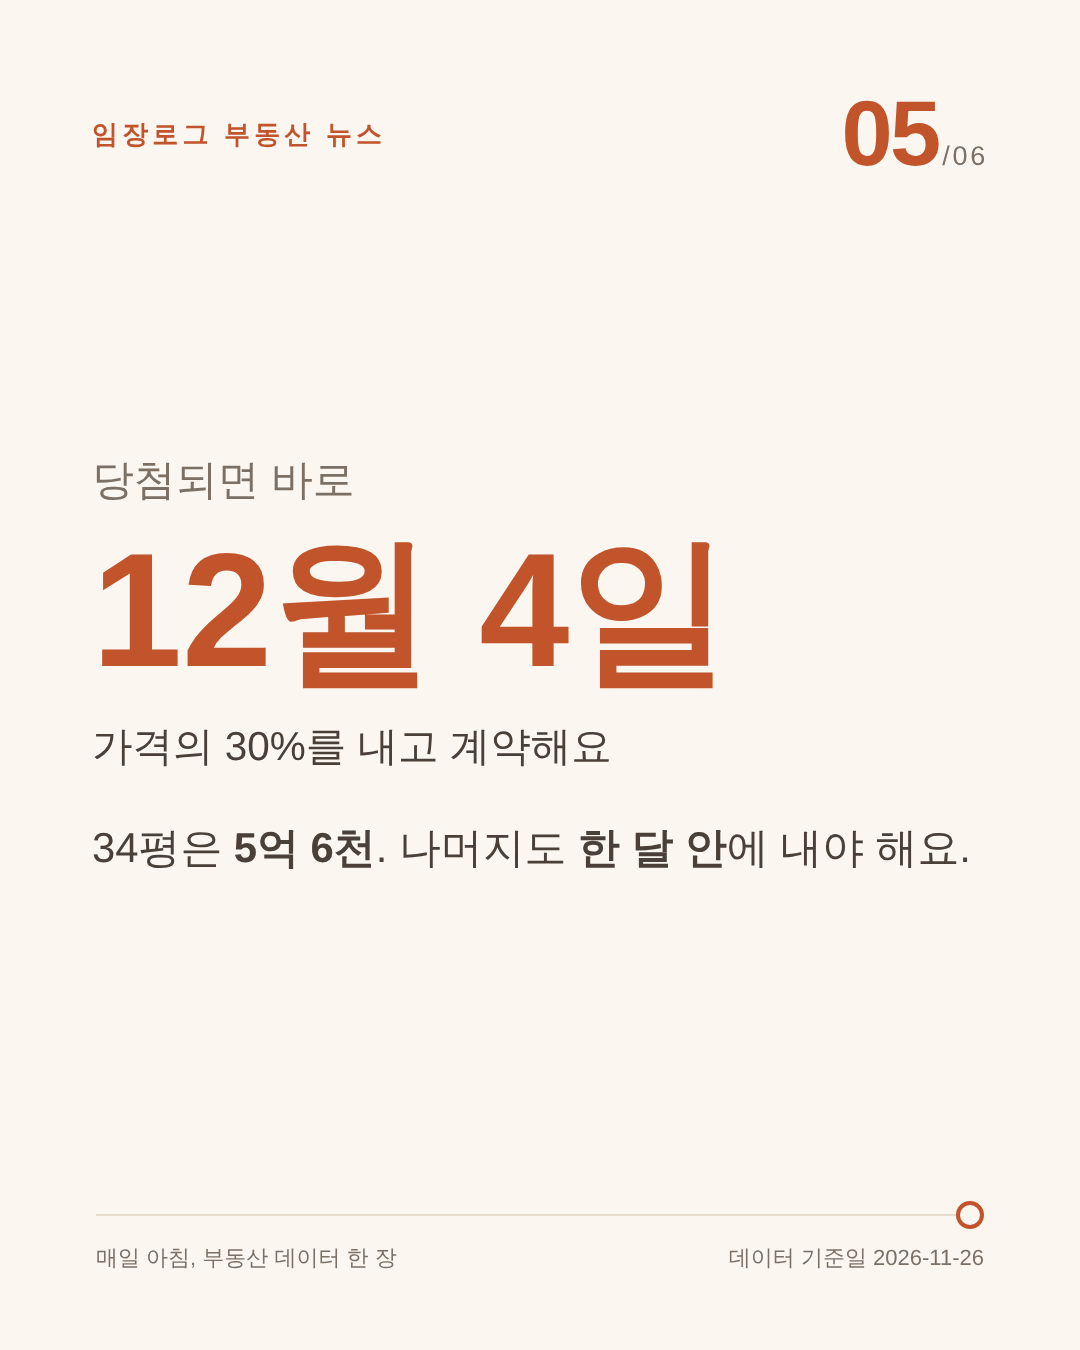 임장로그 부동산 뉴스
05/06
당첨되면 바로
12월 4일
가격의 30%를 내고 계약해요
34평은 5억 6천. 나머지도 한 달 안에 내야 해요.
매일 아침, 부동산 데이터 한 장
데이터 기준일 2026-11-26